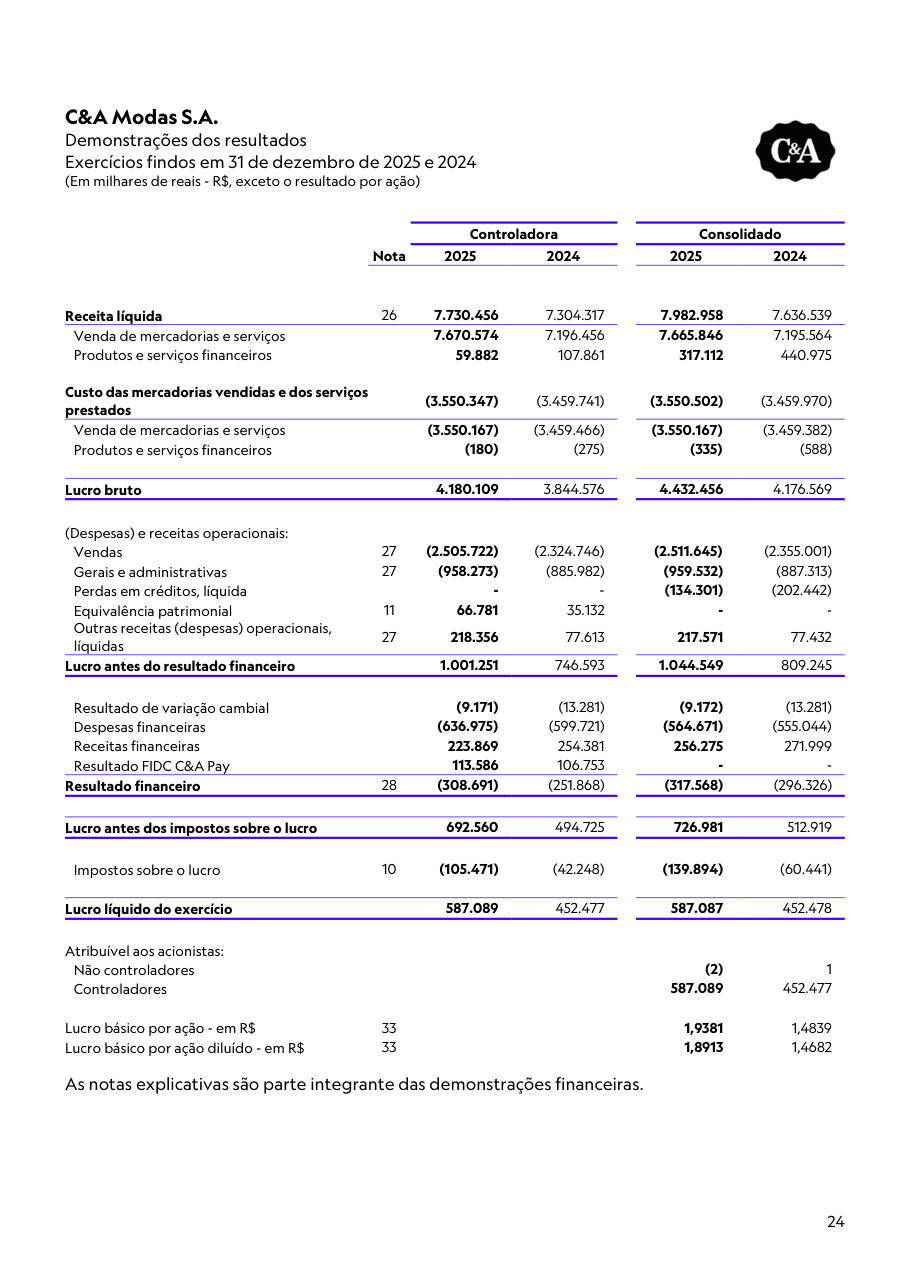 C&A Modas S.A.
Demonstrações dos resultados
Exercícios findos em 31 de dezembro de 2025 e 2024
(Em milhares de reais - R$, exceto o resultado por ação)
C&A
Controladora Consolidado
Nota 2025 2024 2025 2024
Receita líquida 26 7.730.456 7.304.317 7.982.958 7.636.539
Venda de mercadorias e serviços 7.670.574 7.196.456 7.665.846 7.195.564
Produtos e serviços financeiros 59.882 107.861 317.112 440.975
Custo das mercadorias vendidas e dos serviços
prestados (3.550.347) (3.459.741) (3.550.502) (3.459.970)
Venda de mercadorias e serviços (3.550.167) (3.459.466) (3.550.167) (3.459.382)
Produtos e serviços financeiros (180) (275) (335) (588)
Lucro bruto 4.180.109 3.844.576 4.432.456 4.176.569
(Despesas) e receitas operacionais:
Vendas 27 (2.505.722) (2.324.746) (2.511.645) (2.355.001)
Gerais e administrativas 27 (958.273) (885.982) (959.532) (887.313)
Perdas em créditos, líquida - - (134.301) (202.442)
Equivalência patrimonial 11 66.781 35.132 - -
Outras receitas (despesas) operacionais,
líquidas 27 218.356 77.613 217.571 77.432
Lucro antes do resultado financeiro 1.001.251 746.593 1.044.549 809.245
Resultado de variação cambial (9.171) (13.281) (9.172) (13.281)
Despesas financeiras (636.975) (599.721) (564.671) (555.044)
Receitas financeiras 223.869 254.381 256.275 271.999
Resultado FIDC C&A Pay 113.586 106.753 - -
Resultado financeiro 28 (308.691) (251.868) (317.568) (296.326)
Lucro antes dos impostos sobre o lucro 692.560 494.725 726.981 512.919
Impostos sobre o lucro 10 (105.471) (42.248) (139.894) (60.441)
Lucro líquido do exercício 587.089 452.477 587.087 452.478
Atribuível aos acionistas:
Não controladores (2) 1
Controladores 587.089 452.477
Lucro básico por ação - em R$ 33 1,9381 1,4839
Lucro básico por ação diluído - em R$ 33 1,8913 1,4682
As notas explicativas são parte integrante das demonstrações financeiras.
24